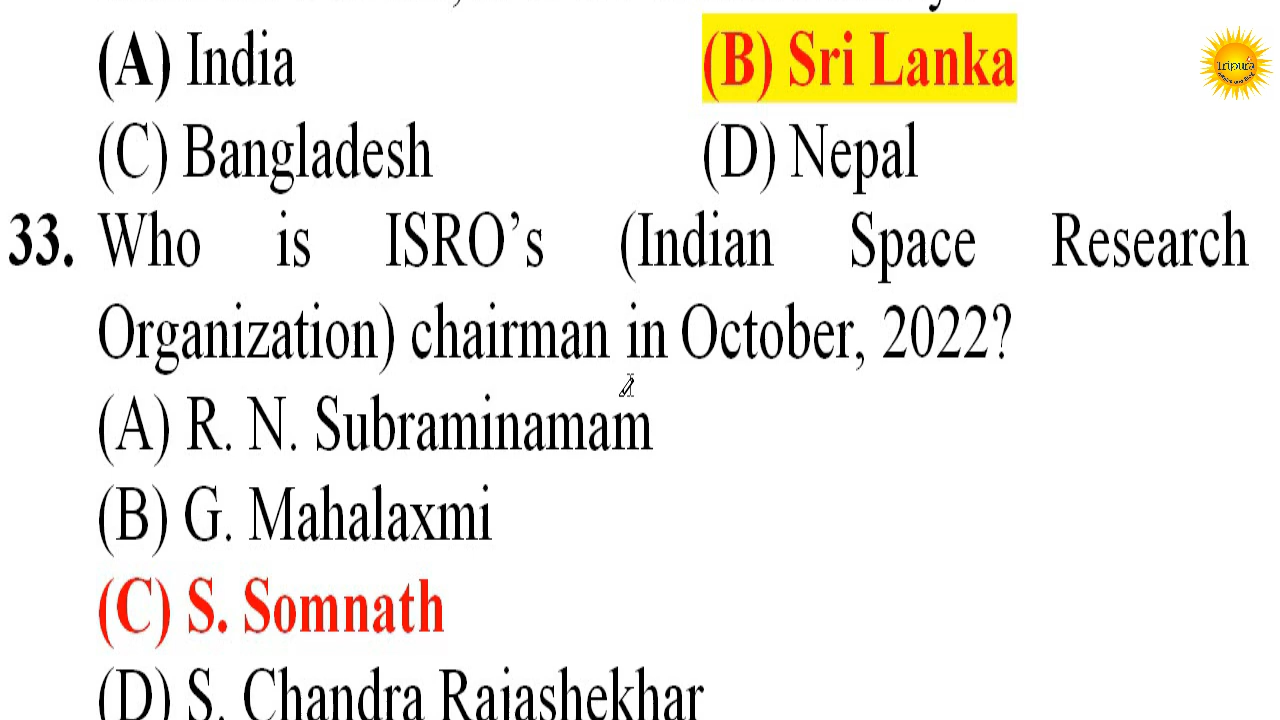 (A) India (B) Sri Lanka
(C) Bangladesh (D) Nepal
33. Who is ISRO’s (Indian Space Research
Organization) chairman in October, 2022?
(A) R. N. Subraminamam
(B) G. Mahalaxmi
(C) S. Somnath
(D) S. Chandra Rajashekhar
Tripura